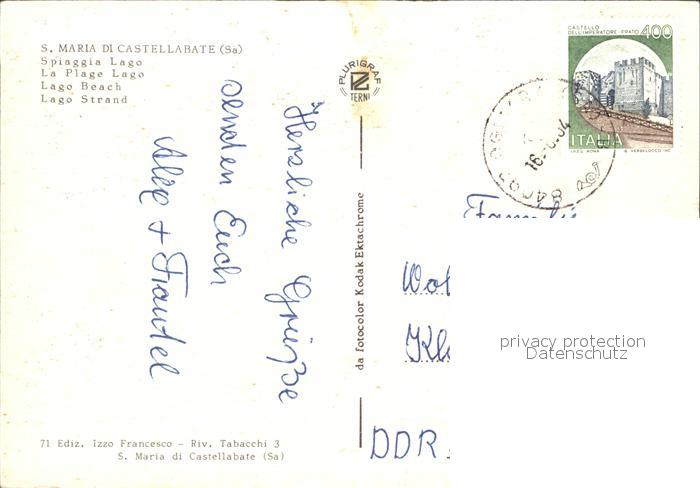 S. MARIA DI CASTELLABATE (Sa)
Spiaggia Lago
La Plage Lago
Lago Beach
Lago Strand
Herzliche Grüße
senden Euch
PLURIGRAF
TERNI
da fotocolor Kodak Ektachrome
CASTELLO
DELL'IMPERATORE - PRATO 400
ITALIA
Familie
DDR
privacy protection
Datenschutz
71 Ediz. Izzo Francesco - Riv. Tabacchi 3
S. Maria di Castellabate (Sa)